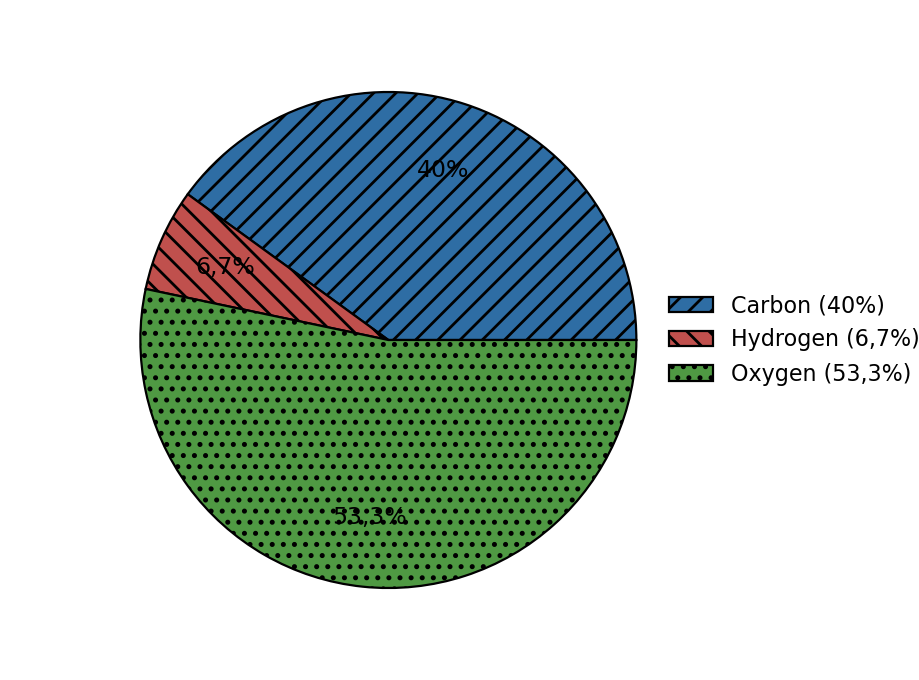 40%
6,7%
53,3%
Carbon (40%)
Hydrogen (6,7%)
Oxygen (53,3%)